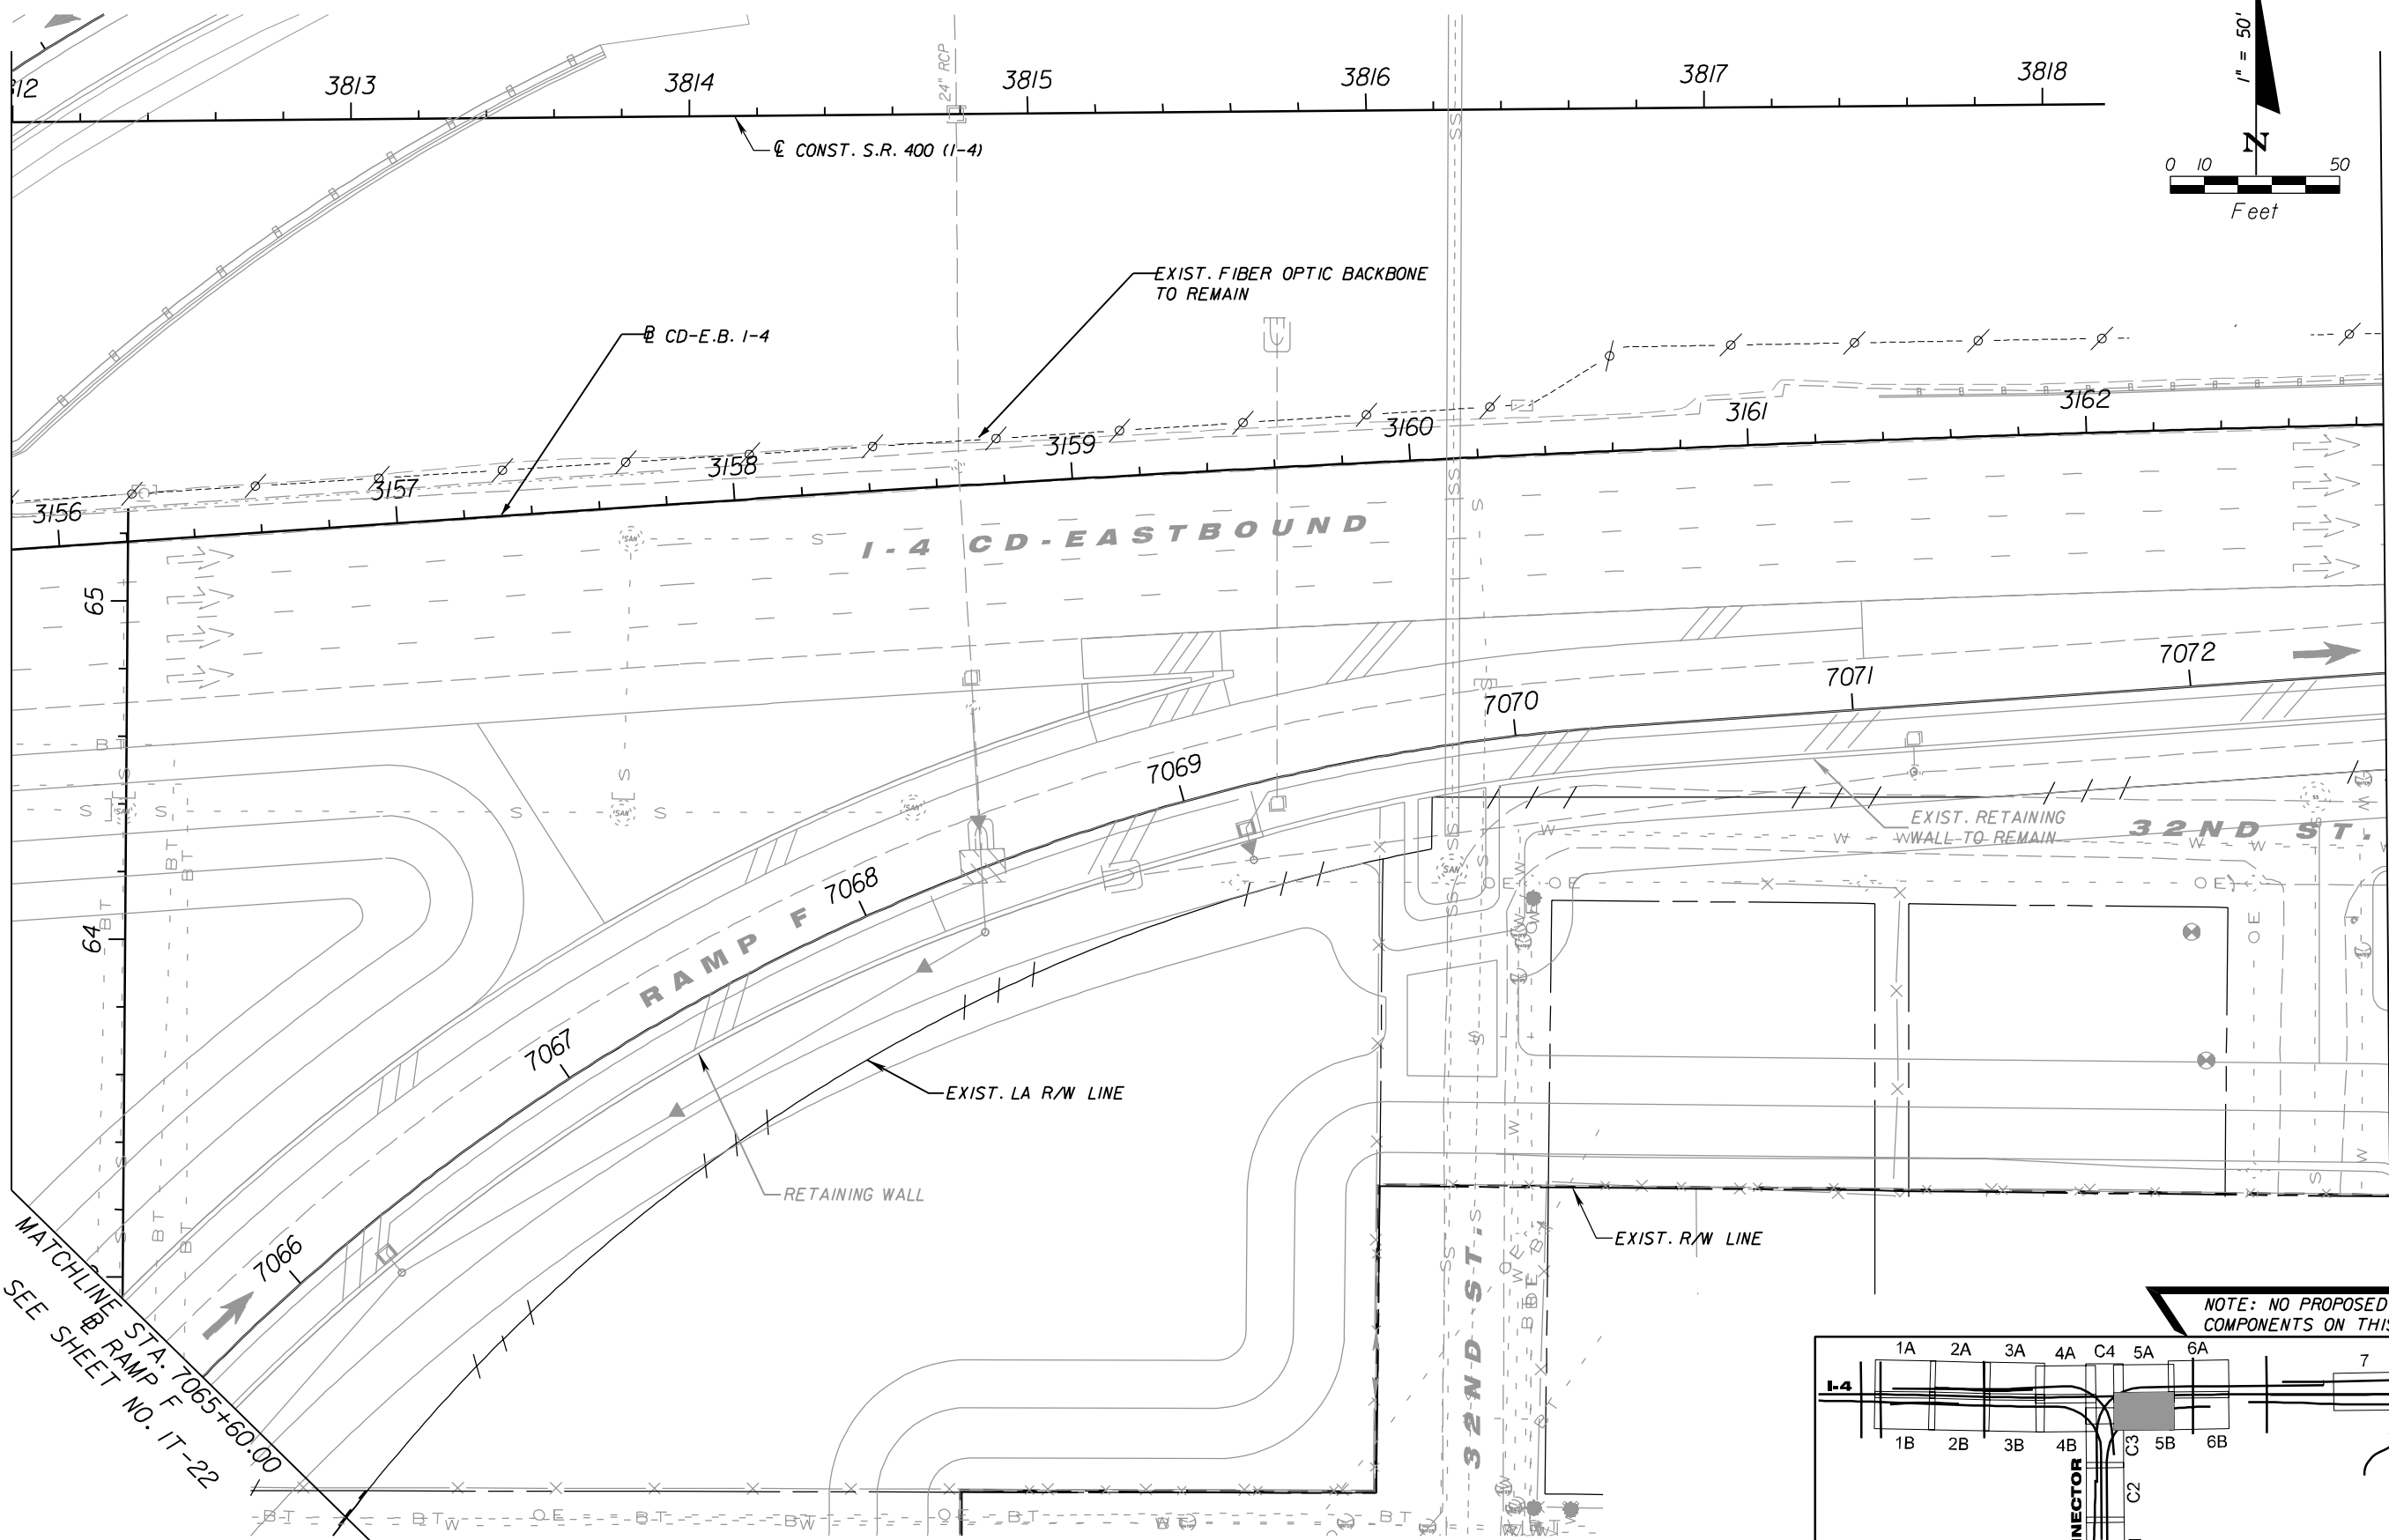 1" = 50'
N
0 10 50
Feet
3813
3814
3815
3816
3817
3818
24" RCP
℄ CONST. S.R. 400 (I-4)
EXIST. FIBER OPTIC BACKBONE
TO REMAIN
CD-E.B. I-4
3156
3157
3158
3159
3160
3161
3162
I-4 CD-EASTBOUND
65
64
7066
7067
7068
7069
7070
7071
7072
RAMP F
EXIST. RETAINING
WALL TO REMAIN
32ND ST.
EXIST. LA R/W LINE
RETAINING WALL
EXIST. R/W LINE
32ND ST.
MATCHLINE STA. 7065+60.00
RAMP F
SEE SHEET NO. IT-22
NOTE: NO PROPOSED
COMPONENTS ON THIS
1A 2A 3A 4A C4 5A 6A 7
I-4
1B 2B 3B 4B C3 5B 6B
C2